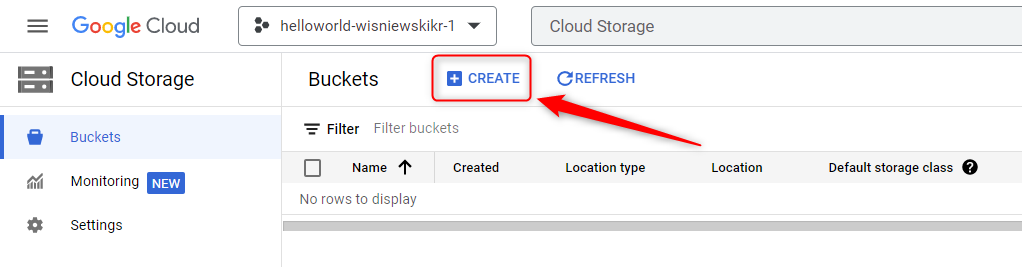 Google Cloud helloworld-wisniewskikr-1 Cloud Storage
Cloud Storage
Buckets CREATE REFRESH
Buckets
Monitoring NEW
Settings
Filter Filter buckets
Name Created Location type Location Default storage class ?
No rows to display